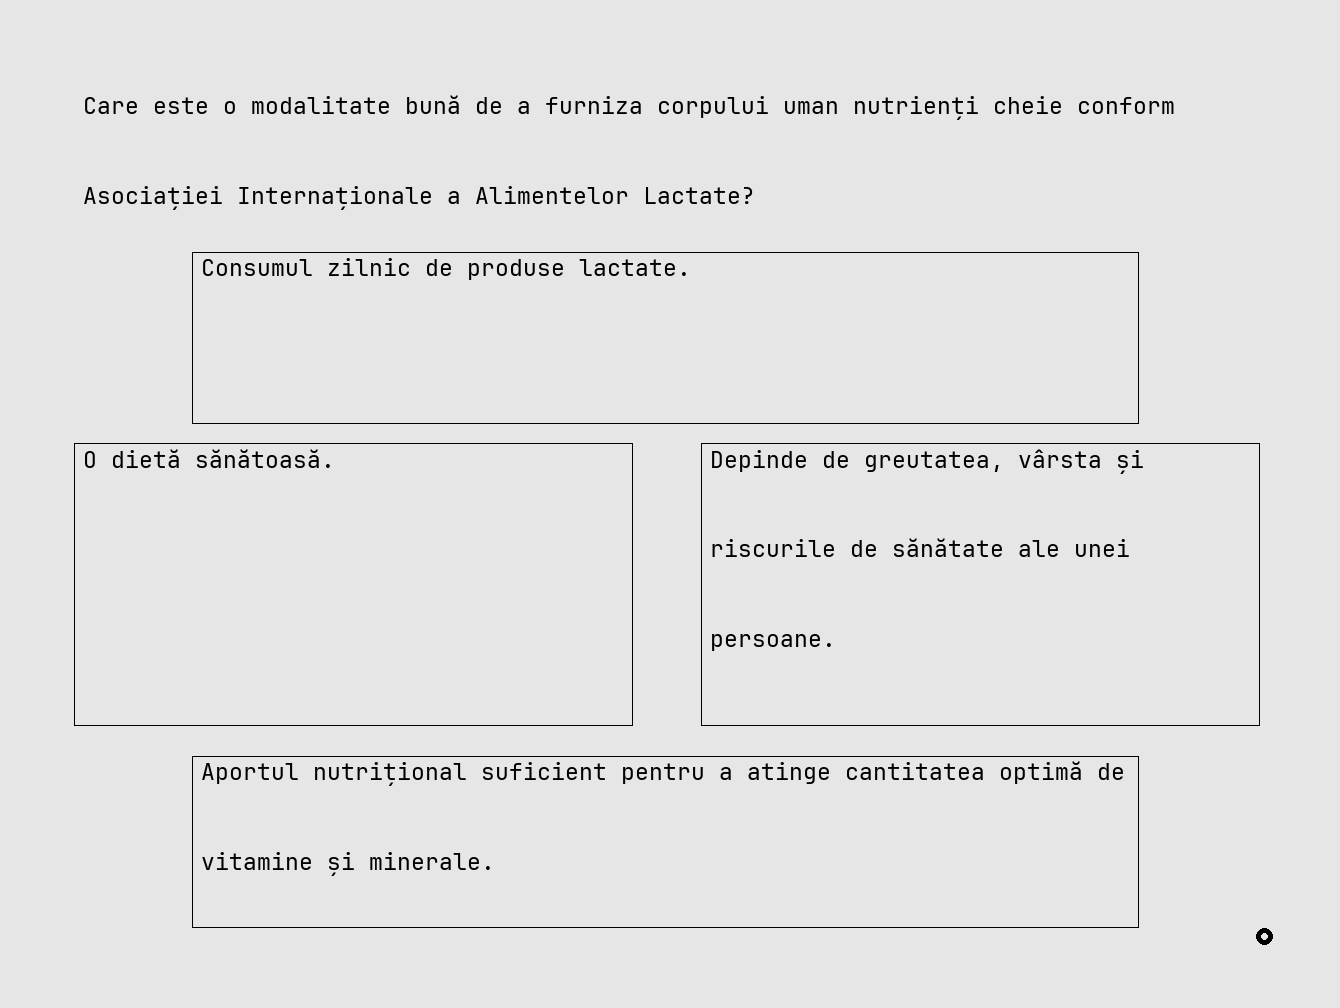 Care este o modalitate bună de a furniza corpului uman nutrienți cheie conform
Asociației Internaționale a Alimentelor Lactate?
Consumul zilnic de produse lactate.
O dietă sănătoasă.
Depinde de greutatea, vârsta și
riscurile de sănătate ale unei
persoane.
Aportul nutrițional suficient pentru a atinge cantitatea optimă de
vitamine și minerale.